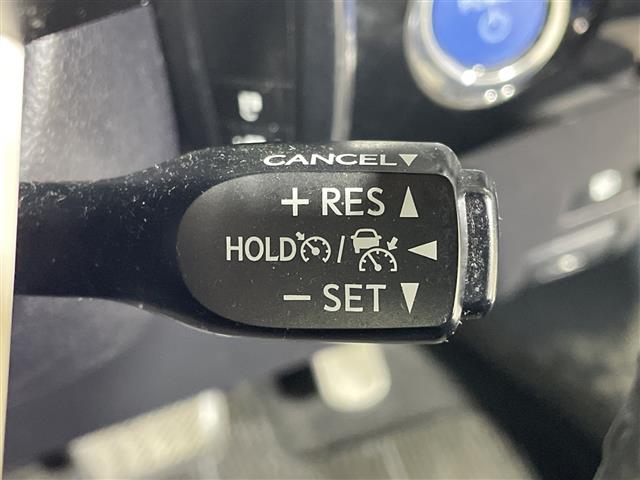 CANCEL▼
+ RES ▲
HOLD / ◀
− SET ▼